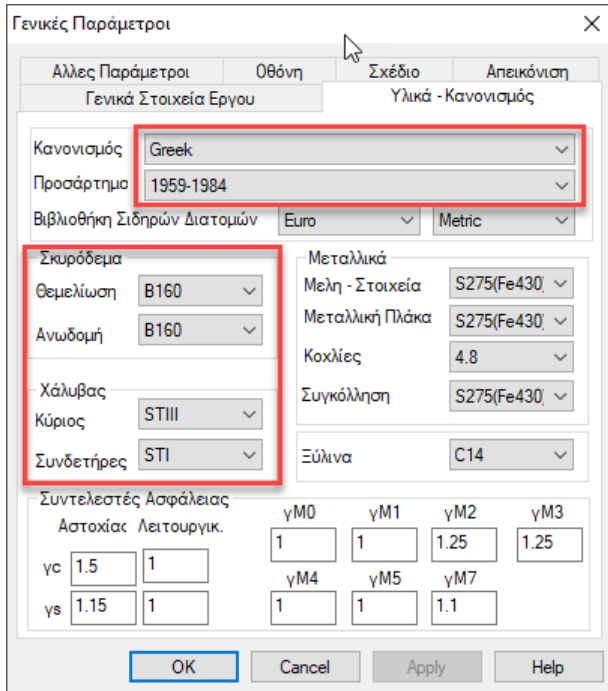 Γενικές Παράμετροι
Αλλες Παράμετροι Οθόνη Σχέδιο Απεικόνιση
Γενικά Στοιχεία Εργου Υλικά - Κανονισμός
Κανονισμός Greek
Προσάρτημα 1959-1984
Βιβλιοθήκη Σιδηρών Διατομών Euro Metric
Σκυρόδεμα
Θεμελίωση B160
Ανωδομή B160
Χάλυβας
Κύριος STIII
Συνδετήρες STI
Μεταλλικά
Μελη - Στοιχεία S275(Fe430)
Μεταλλική Πλάκα S275(Fe430)
Κοχλίες 4.8
Συγκόλληση S275(Fe430)
Ξύλινα C14
Συντελεστές Ασφάλειας
Αστοχίας Λειτουργικ.
γc 1.5 1
γs 1.15 1
γM0 γM1 γM2 γM3
1 1 1.25 1.25
γM4 γM5 γM7
1 1 1.1
OK Cancel Apply Help